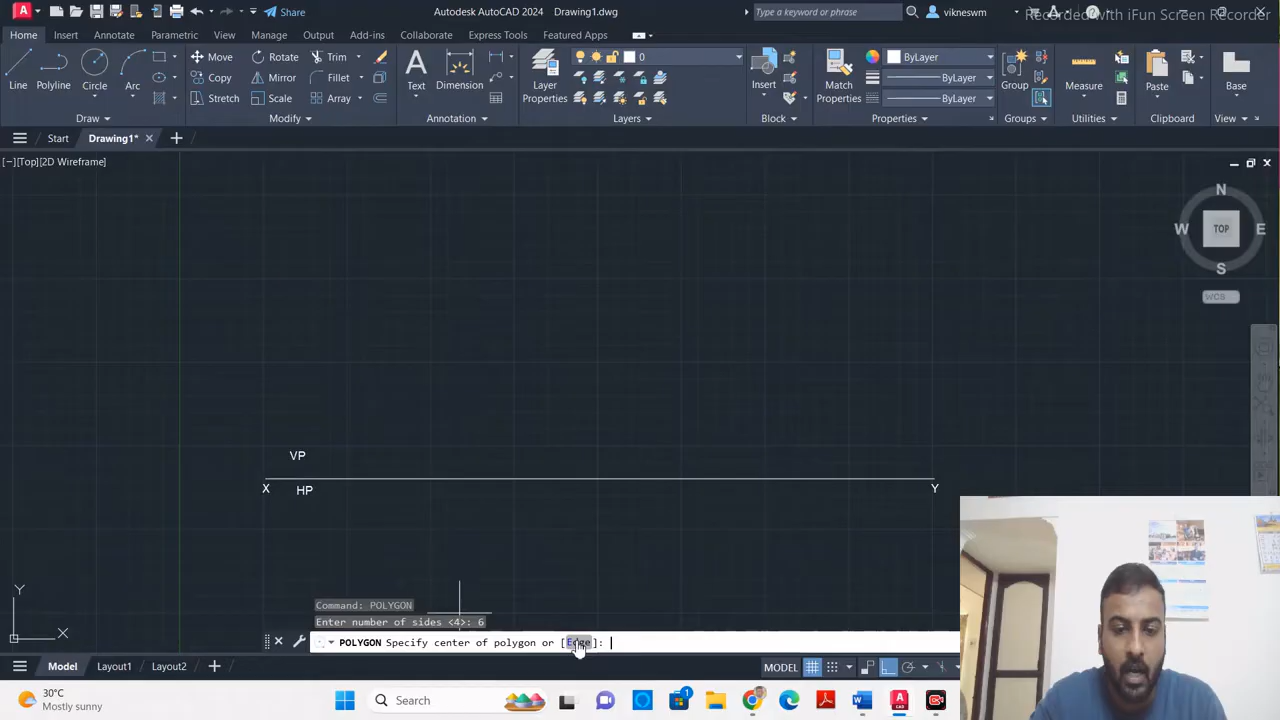 Share
Autodesk AutoCAD 2024 Drawing1.dwg
Type a keyword or phrase
vikneswm
Recorded with iFun Screen Recorder
Home Insert Annotate Parametric View Manage Output Add-ins Collaborate Express Tools Featured Apps
Line Polyline Circle Arc
Move Rotate Trim
Copy Mirror Fillet
Stretch Scale Array
Text Dimension
Layer Properties
0
Insert
Match Properties
ByLayer
ByLayer
ByLayer
Group
Measure
Paste
Base
Draw Modify Annotation Layers Block Properties Groups Utilities Clipboard View
Start Drawing1*
[−][Top][2D Wireframe]
N
W TOP E
S
WCS
VP
X HP Y
Y
X
Command: POLYGON
Enter number of sides <4>: 6
POLYGON Specify center of polygon or [Edge]:
Model Layout1 Layout2
MODEL
30°C
Mostly sunny
Search
1